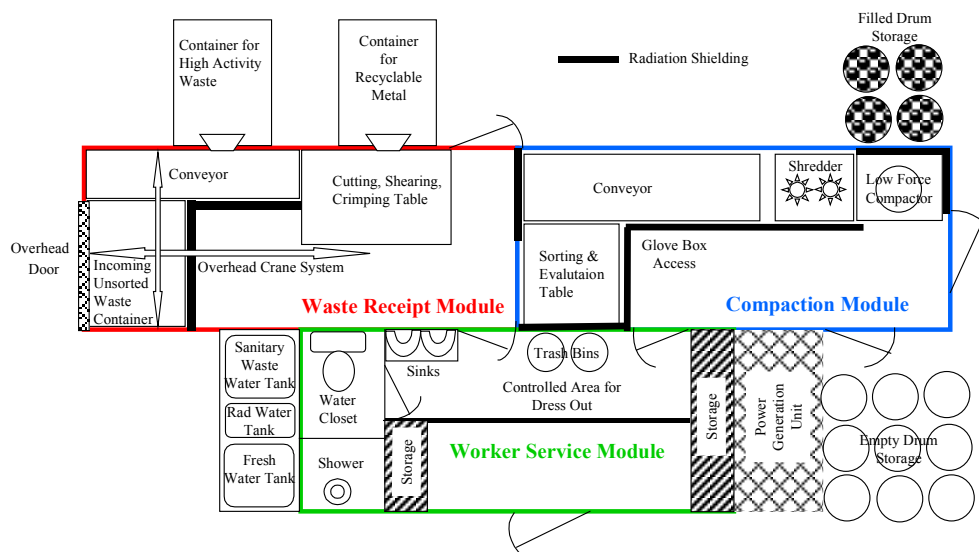 Container for
High Activity
Waste
Container
for
Recyclable
Metal
Radiation Shielding
Filled Drum
Storage
Conveyor
Cutting, Shearing,
Crimping Table
Conveyor
Shredder
Low Force
Compactor
Overhead
Door
Incoming
Unsorted
Waste
Container
Overhead Crane System
Waste Receipt Module
Sorting &
Evalutaion
Table
Glove Box
Access
Compaction Module
Sanitary
Waste
Water Tank
Rad Water
Tank
Fresh
Water Tank
Water
Closet
Shower
Sinks
Storage
Trash Bins
Controlled Area for
Dress Out
Worker Service Module
Storage
Power
Generation
Unit
Empty Drum
Storage